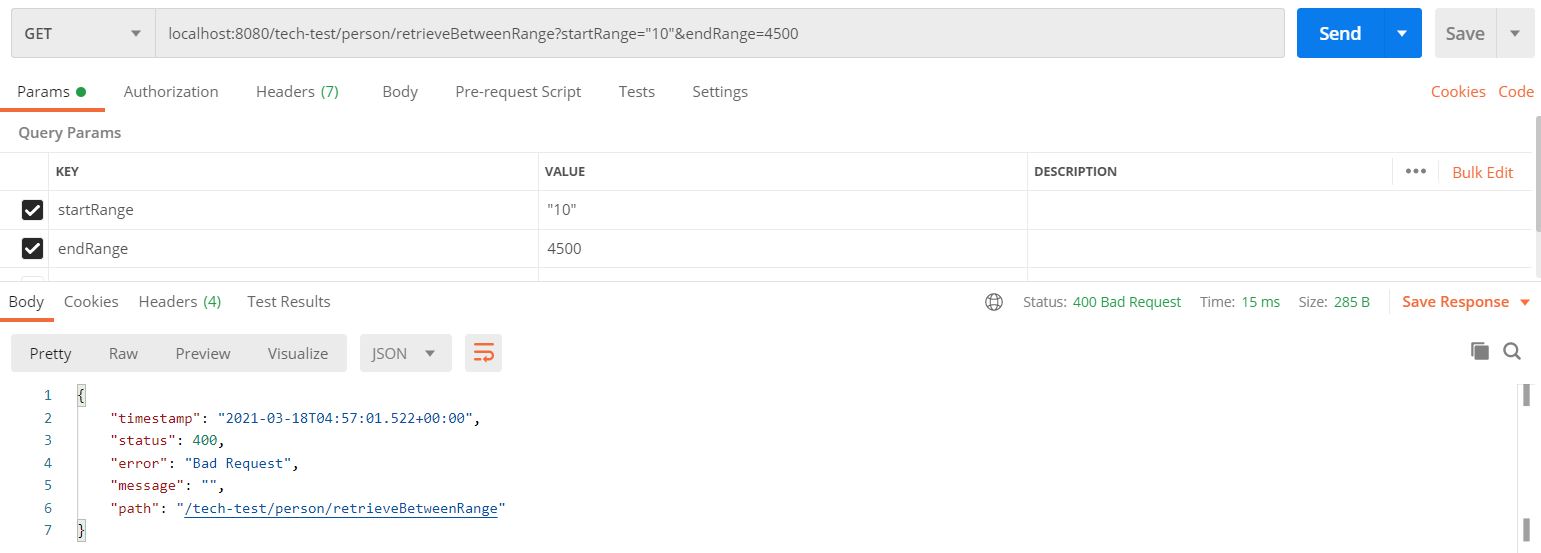 GET localhost:8080/tech-test/person/retrieveBetweenRange?startRange="10"&endRange=4500 Send Save
Params Authorization Headers (7) Body Pre-request Script Tests Settings Cookies Code
Query Params
KEY VALUE DESCRIPTION ••• Bulk Edit
startRange "10"
endRange 4500
Body Cookies Headers (4) Test Results Status: 400 Bad Request Time: 15 ms Size: 285 B Save Response
Pretty Raw Preview Visualize JSON
1 {
2 "timestamp": "2021-03-18T04:57:01.522+00:00",
3 "status": 400,
4 "error": "Bad Request",
5 "message": "",
6 "path": "/tech-test/person/retrieveBetweenRange"
7 }